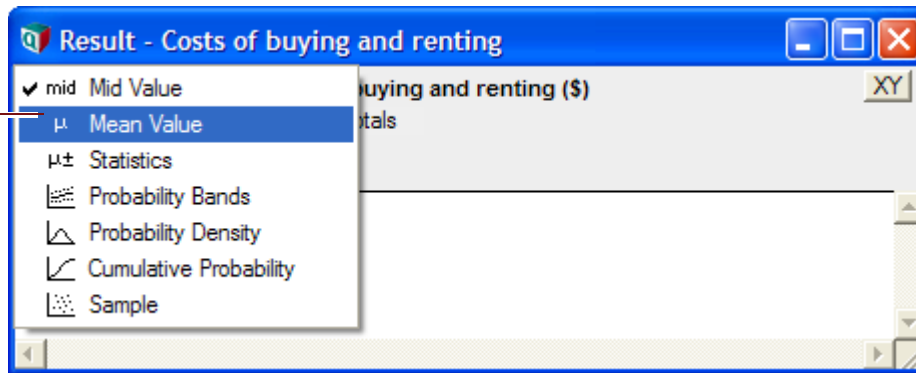 Result - Costs of buying and renting
mid Mid Value
buying and renting ($)
XY
μ Mean Value
otals
μ± Statistics
Probability Bands
Probability Density
Cumulative Probability
Sample